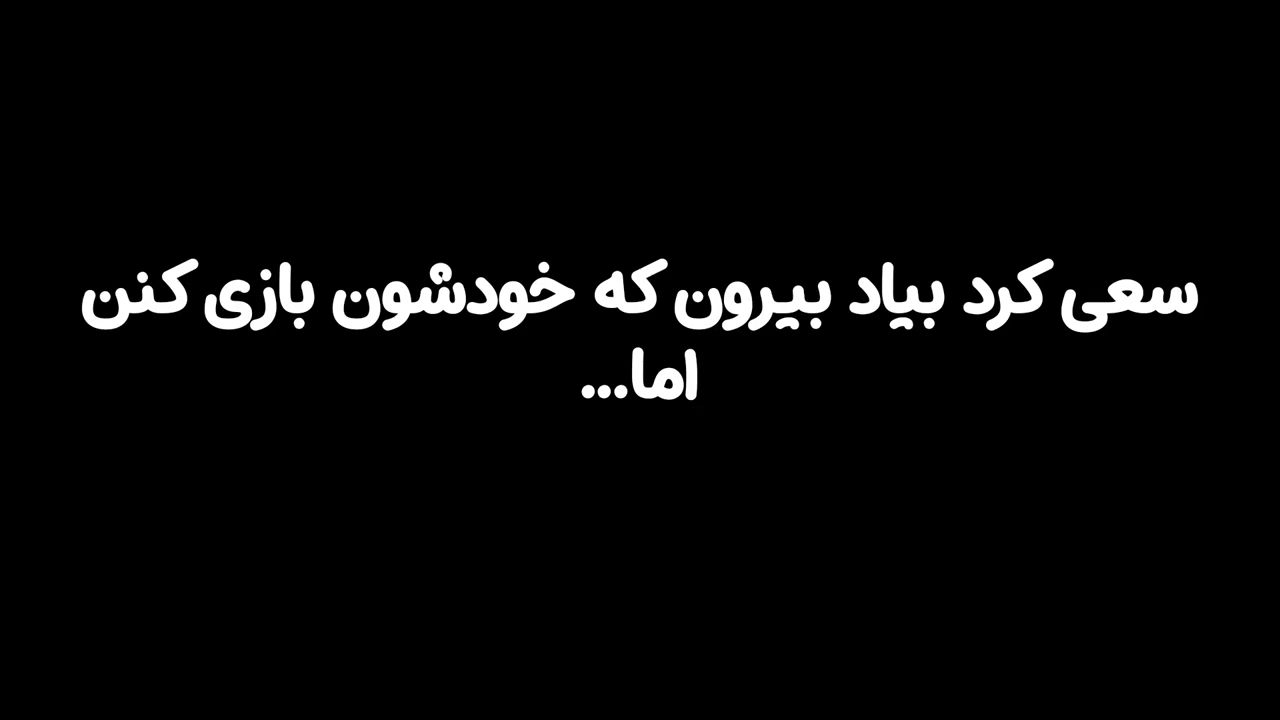 سعی کرد بیاد بیرون که خودشون بازی کنن
اما...